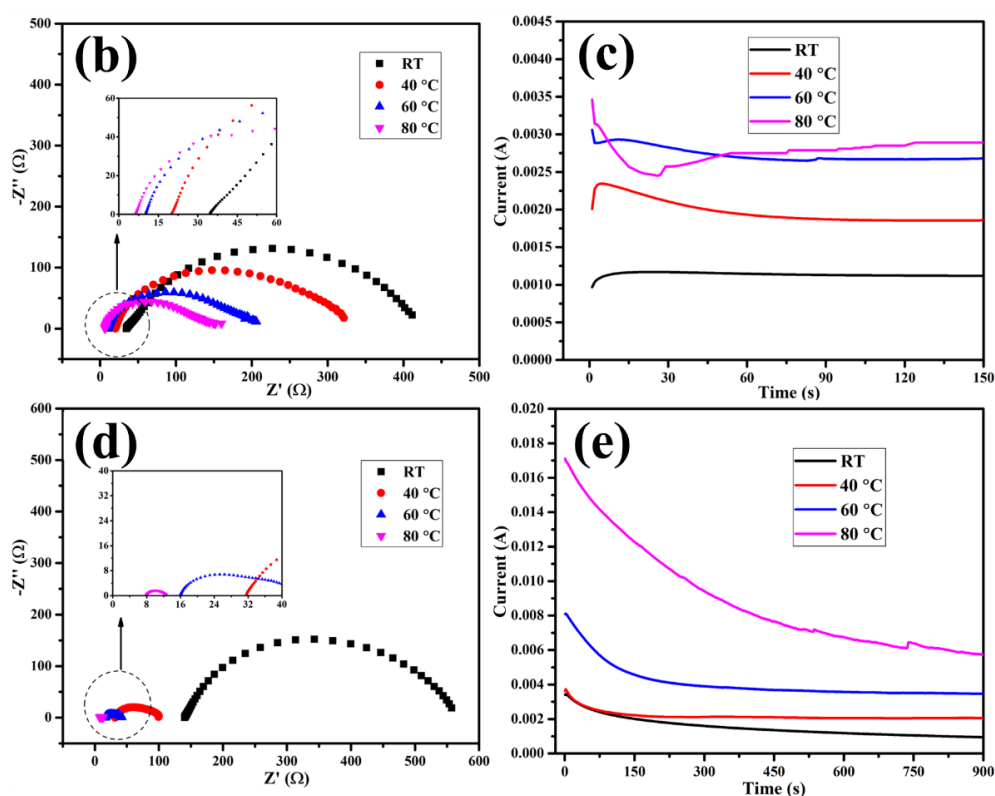 (b)
-Z'' (Ω)
500
400
300
200
100
0
RT
40 °C
60 °C
80 °C
60
40
20
0
0 15 30 45 60
0 100 200 300 400 500
Z' (Ω)
(c)
Current (A)
0.0045
0.0040
0.0035
0.0030
0.0025
0.0020
0.0015
0.0010
0.0005
0.0000
RT
40 °C
60 °C
80 °C
0 30 60 90 120 150
Time (s)
(d)
-Z'' (Ω)
600
500
400
300
200
100
0
RT
40 °C
60 °C
80 °C
40
32
24
16
8
0
0 8 16 24 32 40
0 100 200 300 400 500 600
Z' (Ω)
(e)
Current (A)
0.020
0.018
0.016
0.014
0.012
0.010
0.008
0.006
0.004
0.002
0.000
RT
40 °C
60 °C
80 °C
0 150 300 450 600 750 900
Time (s)